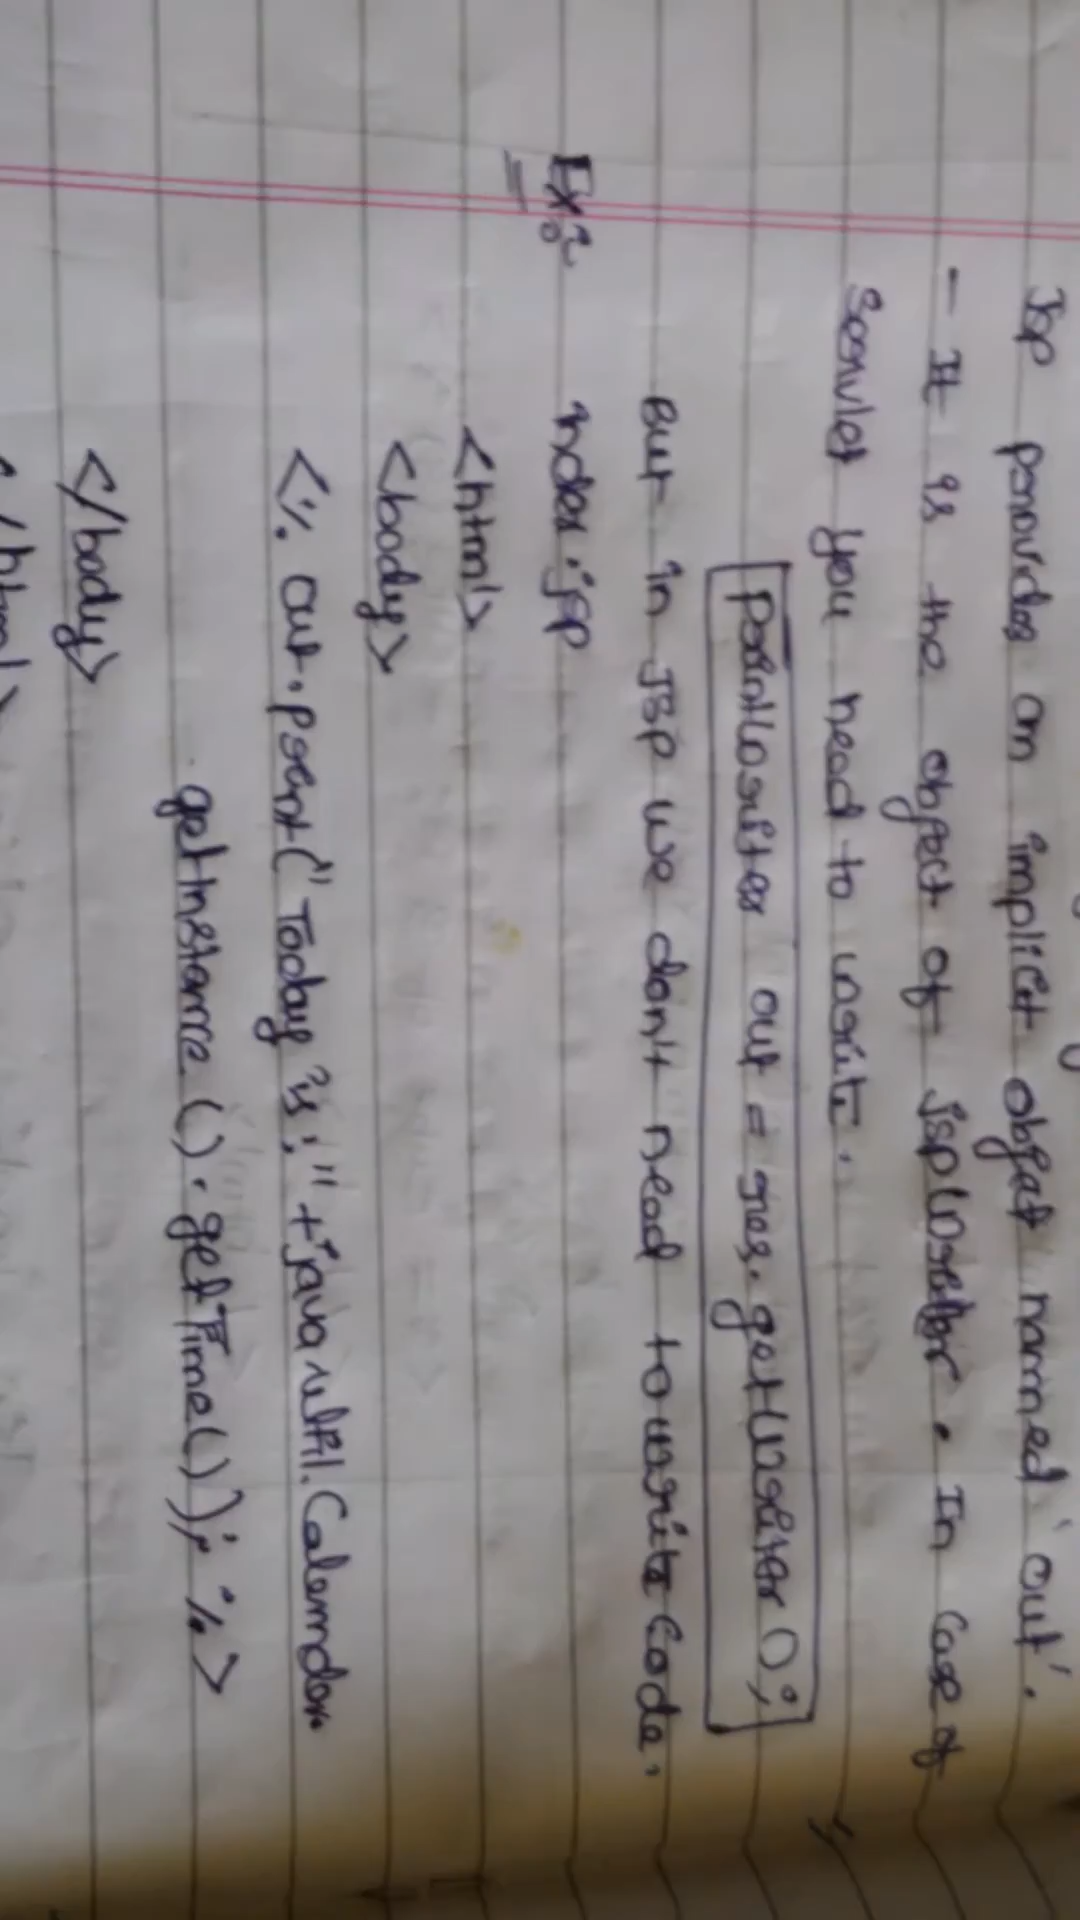 Jsp provides an implicit object named 'out'.
- It is the object of JspWriter. In case of
Servlet you need to write.
PrintWriter out = res.getWriter();
But in JSP we don't need to write code.
Ex: index.jsp
<html>
<body>
<% out.print("Today is:" + java.util.Calendar.
getInstance().getTime()); %>
</body>
</html>